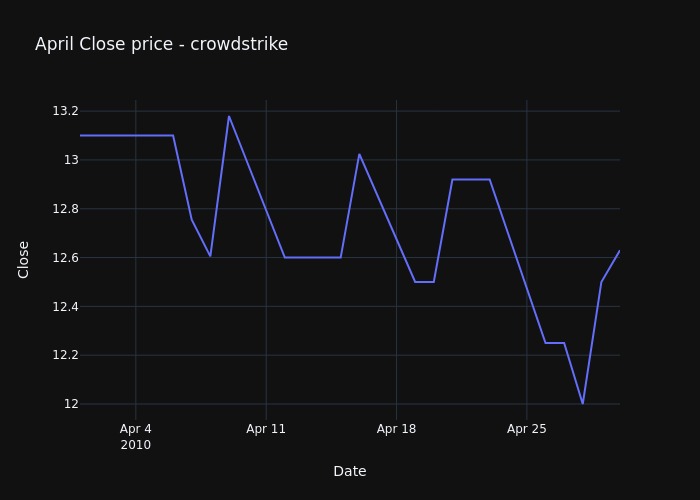 April Close price - crowdstrike
13.2
13
12.8
12.6
12.4
12.2
12
Close
Apr 4
2010
Apr 11
Apr 18
Apr 25
Date